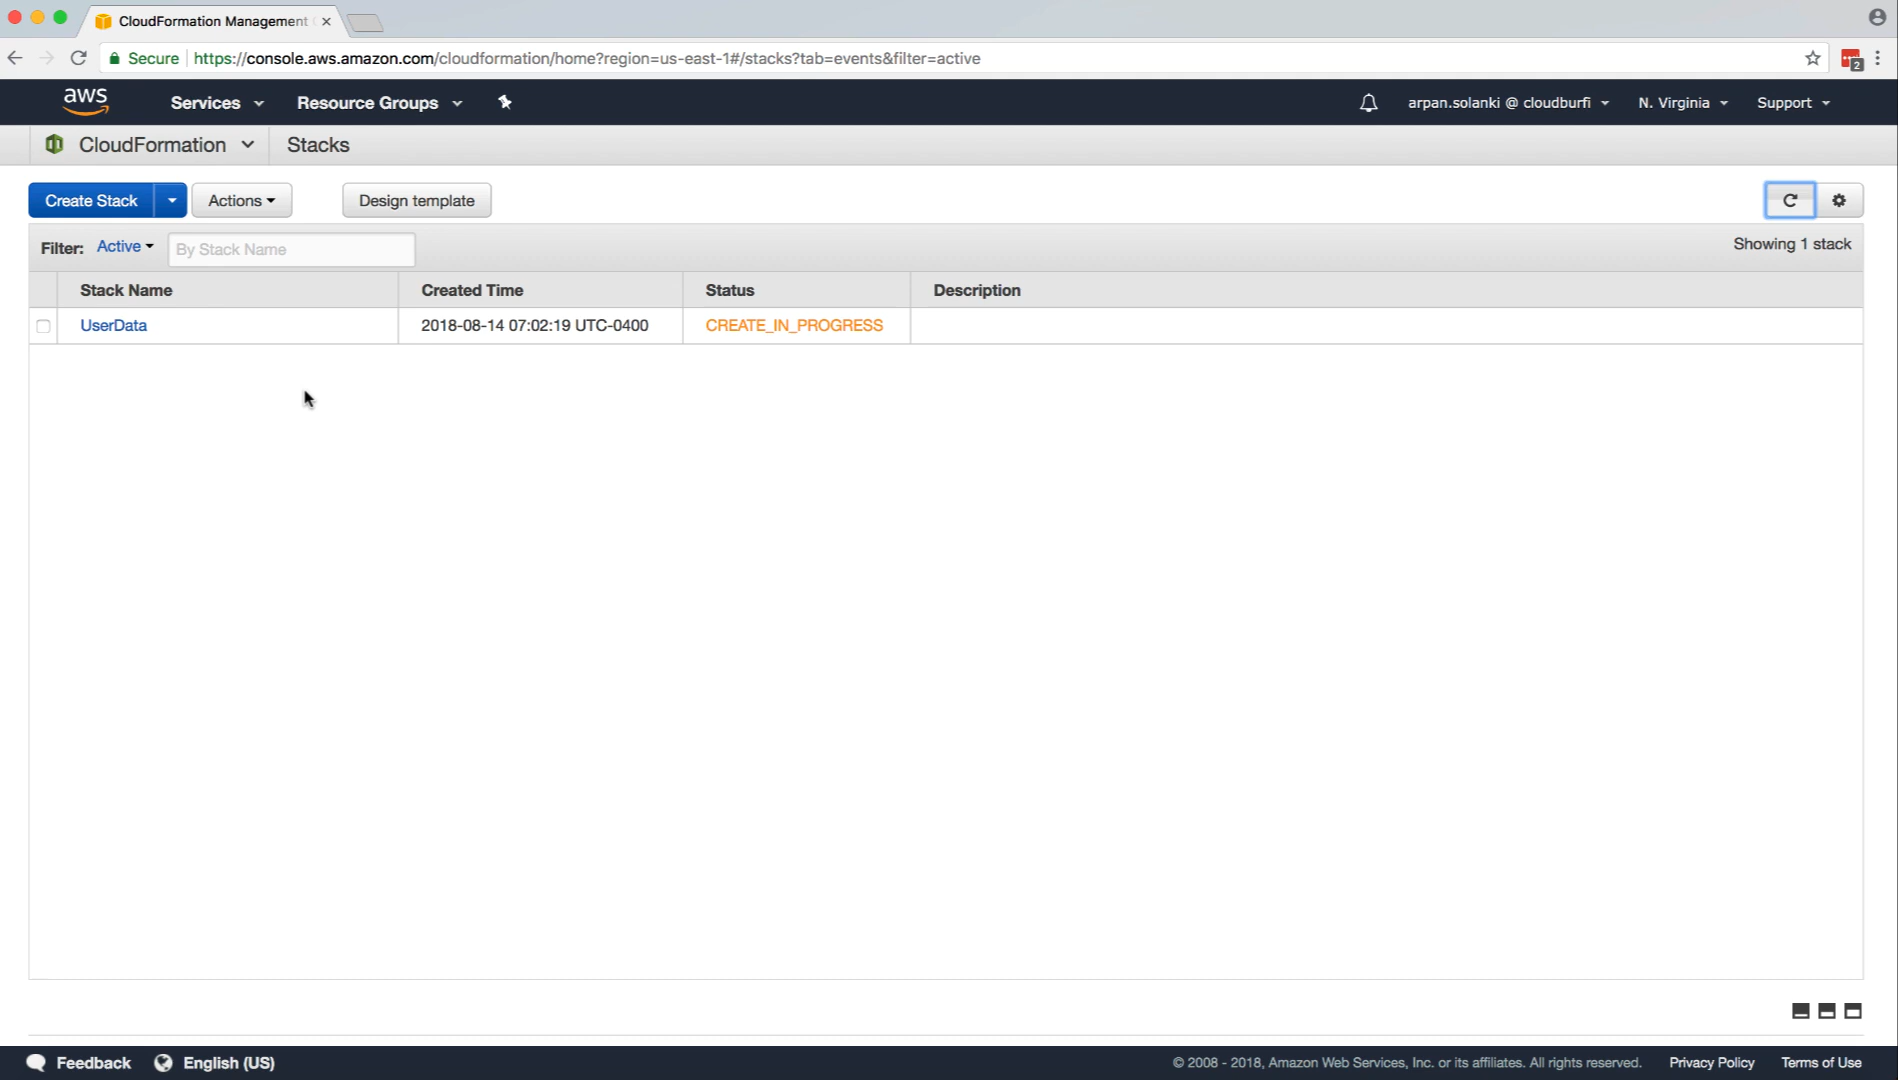 CloudFormation Management
Secure https://console.aws.amazon.com/cloudformation/home?region=us-east-1#/stacks?tab=events&filter=active
2
aws Services Resource Groups arpan.solanki @ cloudburfi N. Virginia Support
CloudFormation Stacks
Create Stack Actions Design template
Filter: Active By Stack Name Showing 1 stack
Stack Name Created Time Status Description
UserData 2018-08-14 07:02:19 UTC-0400 CREATE_IN_PROGRESS
Feedback English (US) © 2008 - 2018, Amazon Web Services, Inc. or its affiliates. All rights reserved. Privacy Policy Terms of Use